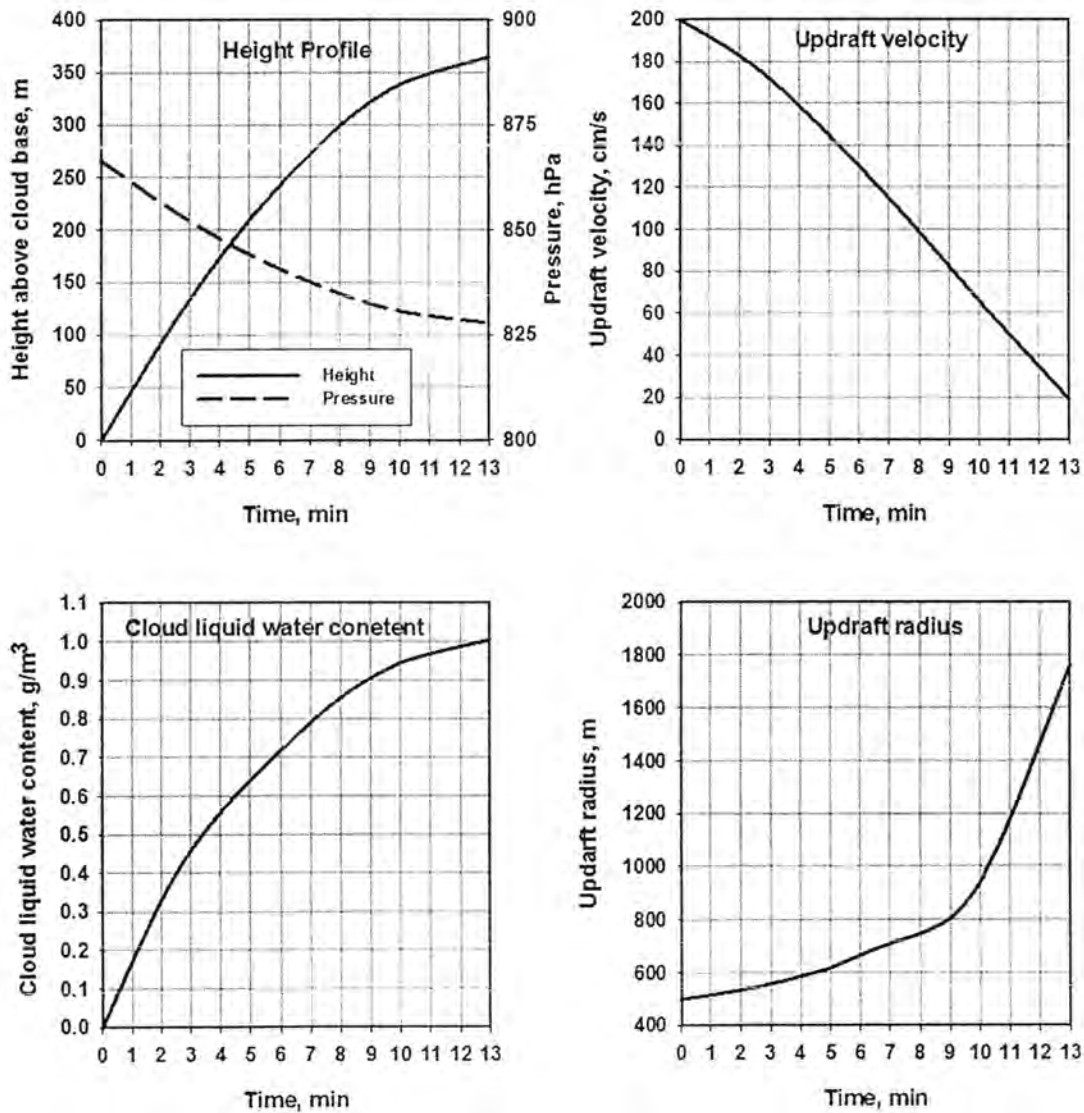 Height Profile
400
350
300
250
200
150
100
50
0
Height above cloud base, m
900
875
850
825
800
Pressure, hPa
Height
Pressure
0 1 2 3 4 5 6 7 8 9 10 11 12 13
Time, min
Updraft velocity
200
180
160
140
120
100
80
60
40
20
0
Updraft velocity, cm/s
0 1 2 3 4 5 6 7 8 9 10 11 12 13
Time, min
Cloud liquid water conetent
1.1
1.0
0.9
0.8
0.7
0.6
0.5
0.4
0.3
0.2
0.1
0.0
Cloud liquid water content, g/m³
0 1 2 3 4 5 6 7 8 9 10 11 12 13
Time, min
Updraft radius
2000
1800
1600
1400
1200
1000
800
600
400
Updarft radius, m
0 1 2 3 4 5 6 7 8 9 10 11 12 13
Time, min